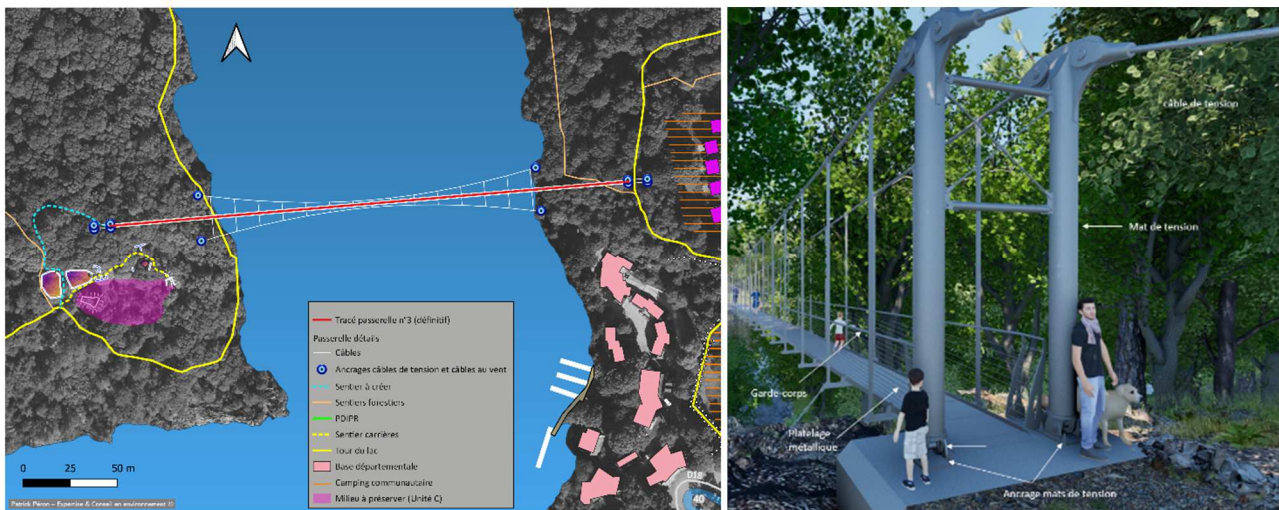 Tracé passerelle n°3 (définitif)
Passerelle détails
Câbles
Ancrages câbles de tension et câbles au vent
Sentier à créer
Sentiers forestiers
PDIPR
Sentier carrières
Tour du lac
Base départementale
Camping communautaire
Milieu à préserver (Unité C)
0 25 50 m
Patrick Péron – Expertise & Conseil en environnement ©
D18
40
câble de tension
Mat de tension
Garde-corps
Platelage
métallique
Ancrage mats de tension